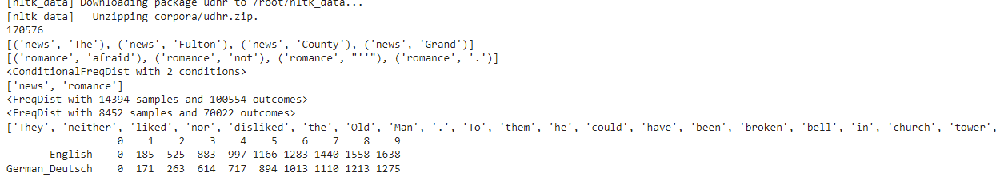 [nltk_data] Downloading package udhr to /root/nltk_data...
[nltk_data]   Unzipping corpora/udhr.zip.
170576
[('news', 'The'), ('news', 'Fulton'), ('news', 'County'), ('news', 'Grand')]
[('romance', 'afraid'), ('romance', 'not'), ('romance', "''"), ('romance', '.')]
<ConditionalFreqDist with 2 conditions>
['news', 'romance']
<FreqDist with 14394 samples and 100554 outcomes>
<FreqDist with 8452 samples and 70022 outcomes>
['They', 'neither', 'liked', 'nor', 'disliked', 'the', 'Old', 'Man', '.', 'To', 'them', 'he', 'could', 'have', 'been', 'broken', 'bell', 'in', 'church', 'tower',
0 1 2 3 4 5 6 7 8 9
English 0 185 525 883 997 1166 1283 1440 1558 1638
German_Deutsch 0 171 263 614 717 894 1013 1110 1213 1275